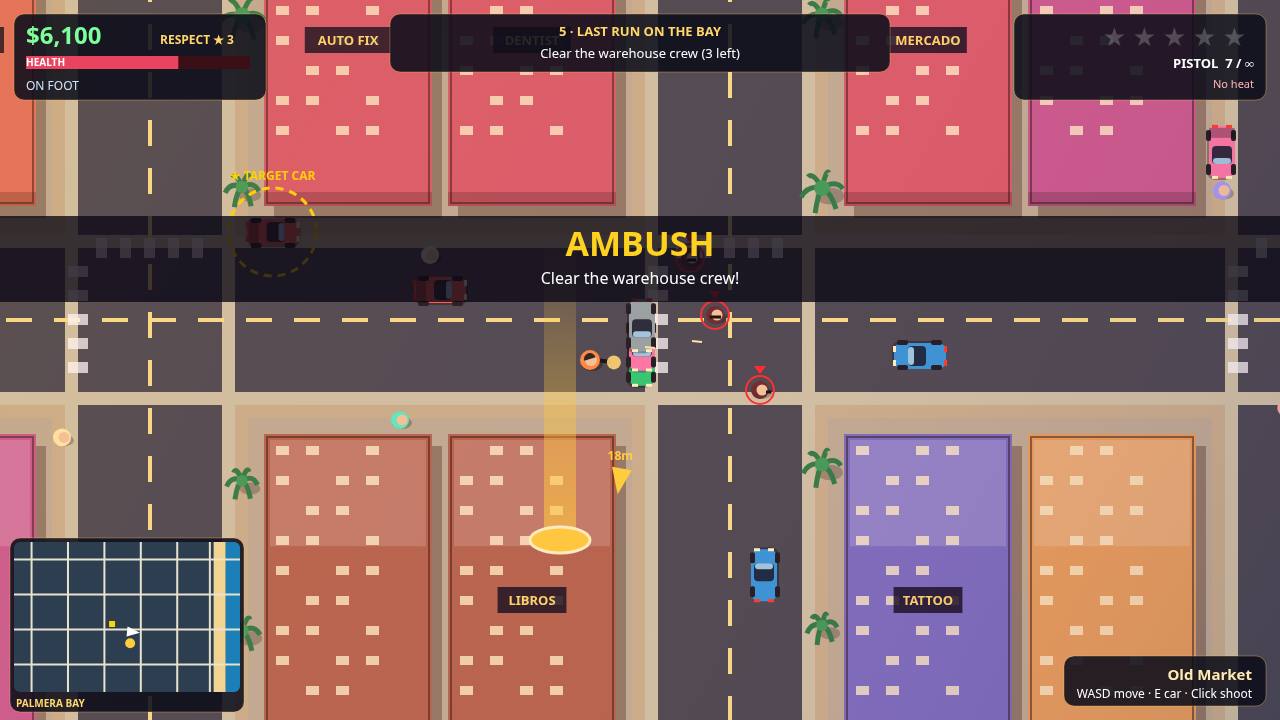 $6,100
RESPECT ★ 3
HEALTH
ON FOOT
AUTO FIX
DENTIST
5 · LAST RUN ON THE BAY
Clear the warehouse crew (3 left)
MERCADO
★ ★ ★ ★ ★
PISTOL 7 / ∞
No heat
★ TARGET CAR
AMBUSH
Clear the warehouse crew!
18m
LIBROS
TATTOO
PALMERA BAY
Old Market
WASD move · E car · Click shoot